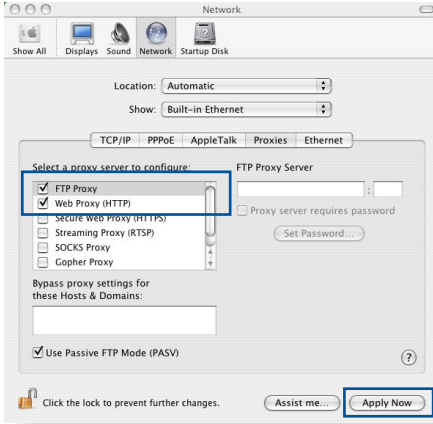 Network
Show All Displays Sound Network Startup Disk
Location: Automatic
Show: Built-in Ethernet
TCP/IP PPPoE AppleTalk Proxies Ethernet
Select a proxy server to configure: FTP Proxy Server
FTP Proxy :
Web Proxy (HTTP)
Secure Web Proxy (HTTPS) Proxy server requires password
Streaming Proxy (RTSP) Set Password...
SOCKS Proxy
Gopher Proxy
Bypass proxy settings for
these Hosts & Domains:
Use Passive FTP Mode (PASV) ?
Click the lock to prevent further changes. Assist me... Apply Now